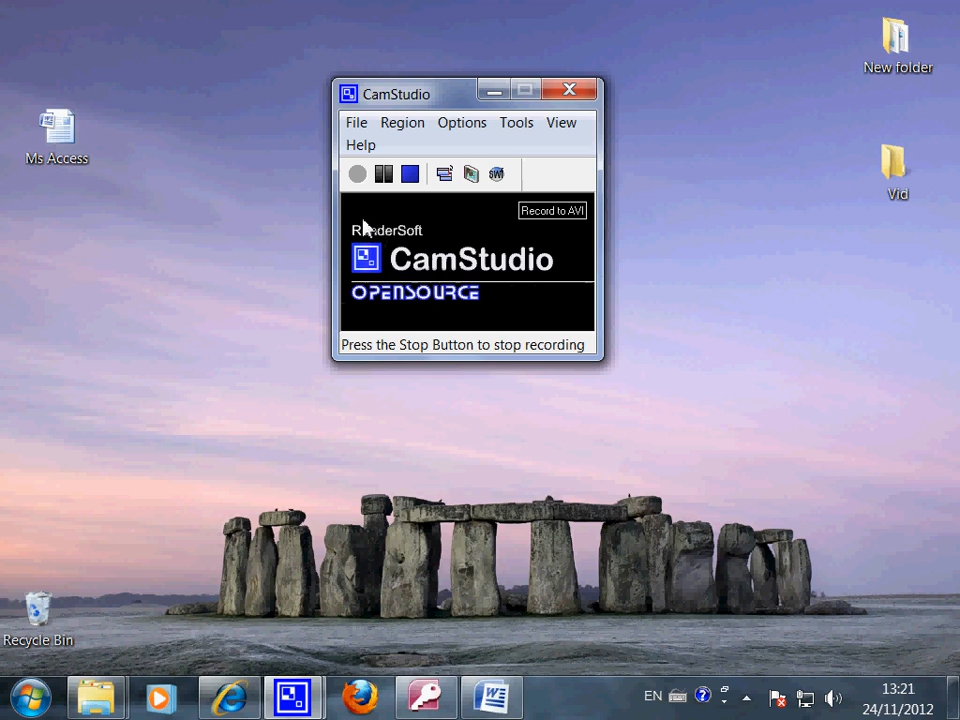 New folder
Ms Access
Vid
CamStudio
File Region Options Tools View
Help
SWF
Record to AVI
RenderSoft
CamStudio
OPENSOURCE
Press the Stop Button to stop recording
Recycle Bin
EN
13:21
24/11/2012